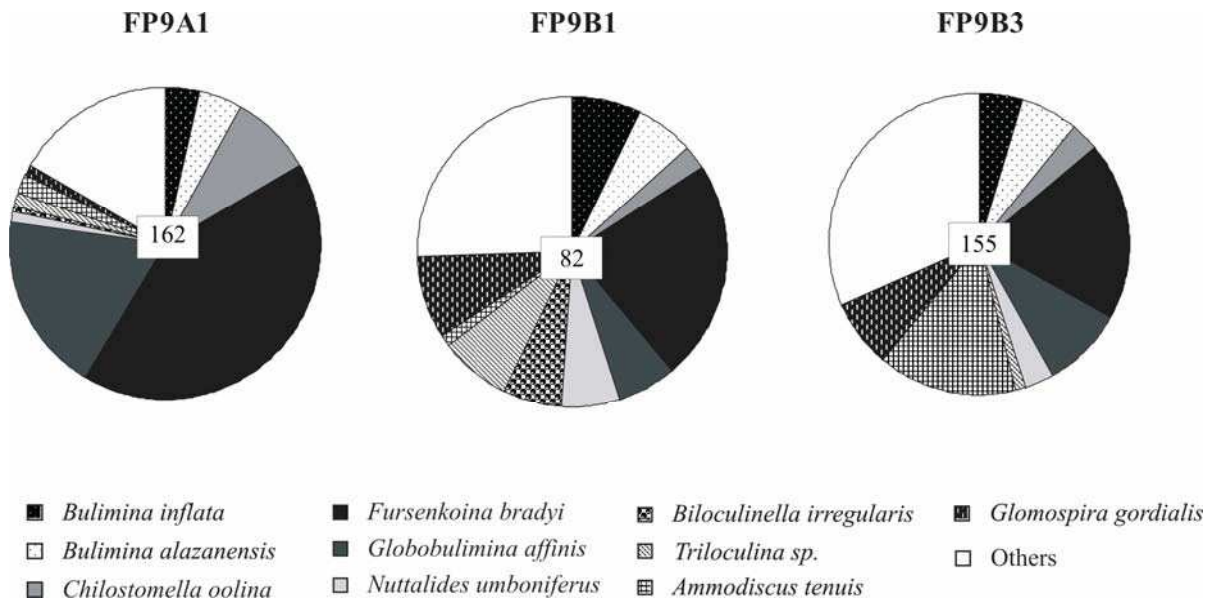 FP9A1 FP9B1 FP9B3
162 82 155
Bulimina inflata Fursenkoina bradyi Biloculinella irregularis Glomospira gordialis
Bulimina alazanensis Globobulimina affinis Triloculina sp. Others
Chilostomella oolina Nuttalides umboniferus Ammodiscus tenuis